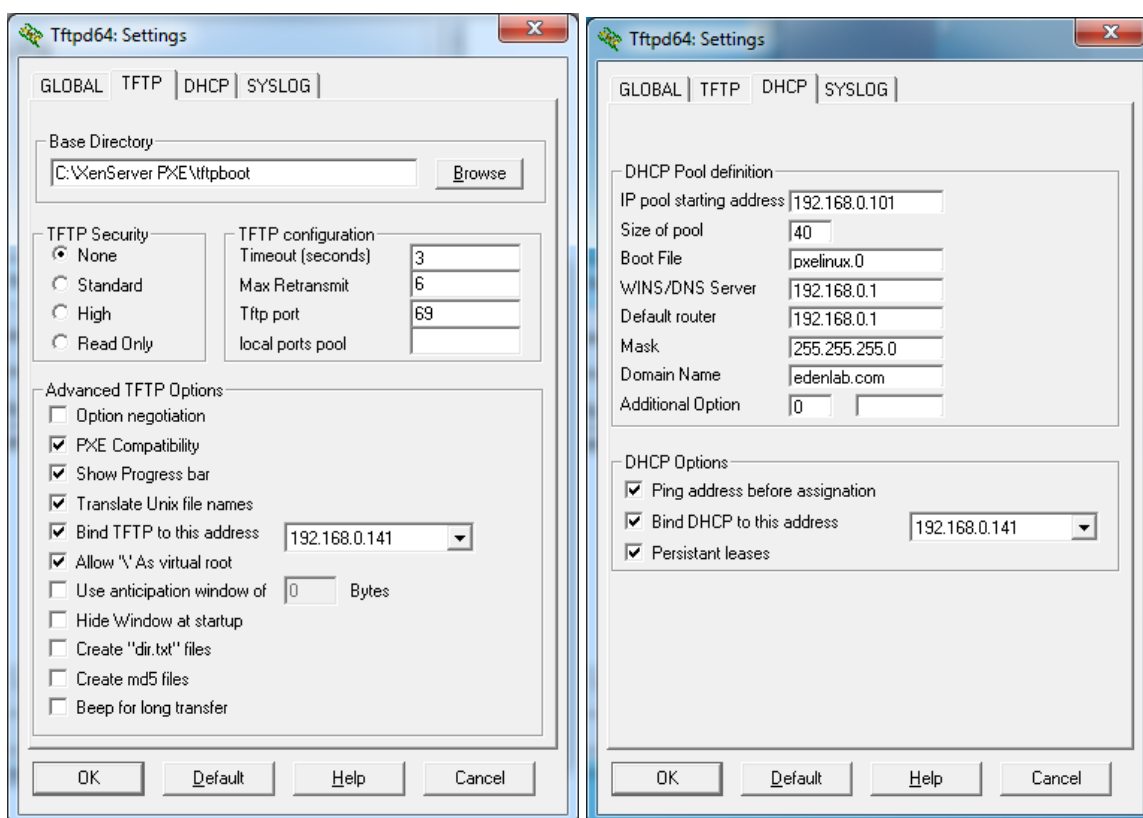 Tftpd64: Settings
GLOBAL TFTP DHCP SYSLOG
Base Directory
C:\XenServer PXE\tftpboot Browse
TFTP Security
None
Standard
High
Read Only
TFTP configuration
Timeout (seconds) 3
Max Retransmit 6
Tftp port 69
local ports pool
Advanced TFTP Options
Option negotiation
PXE Compatibility
Show Progress bar
Translate Unix file names
Bind TFTP to this address 192.168.0.141
Allow '\' As virtual root
Use anticipation window of 0 Bytes
Hide Window at startup
Create "dir.txt" files
Create md5 files
Beep for long transfer
OK Default Help Cancel
Tftpd64: Settings
GLOBAL TFTP DHCP SYSLOG
DHCP Pool definition
IP pool starting address 192.168.0.101
Size of pool 40
Boot File pxelinux.0
WINS/DNS Server 192.168.0.1
Default router 192.168.0.1
Mask 255.255.255.0
Domain Name edenlab.com
Additional Option 0
DHCP Options
Ping address before assignation
Bind DHCP to this address 192.168.0.141
Persistant leases
OK Default Help Cancel